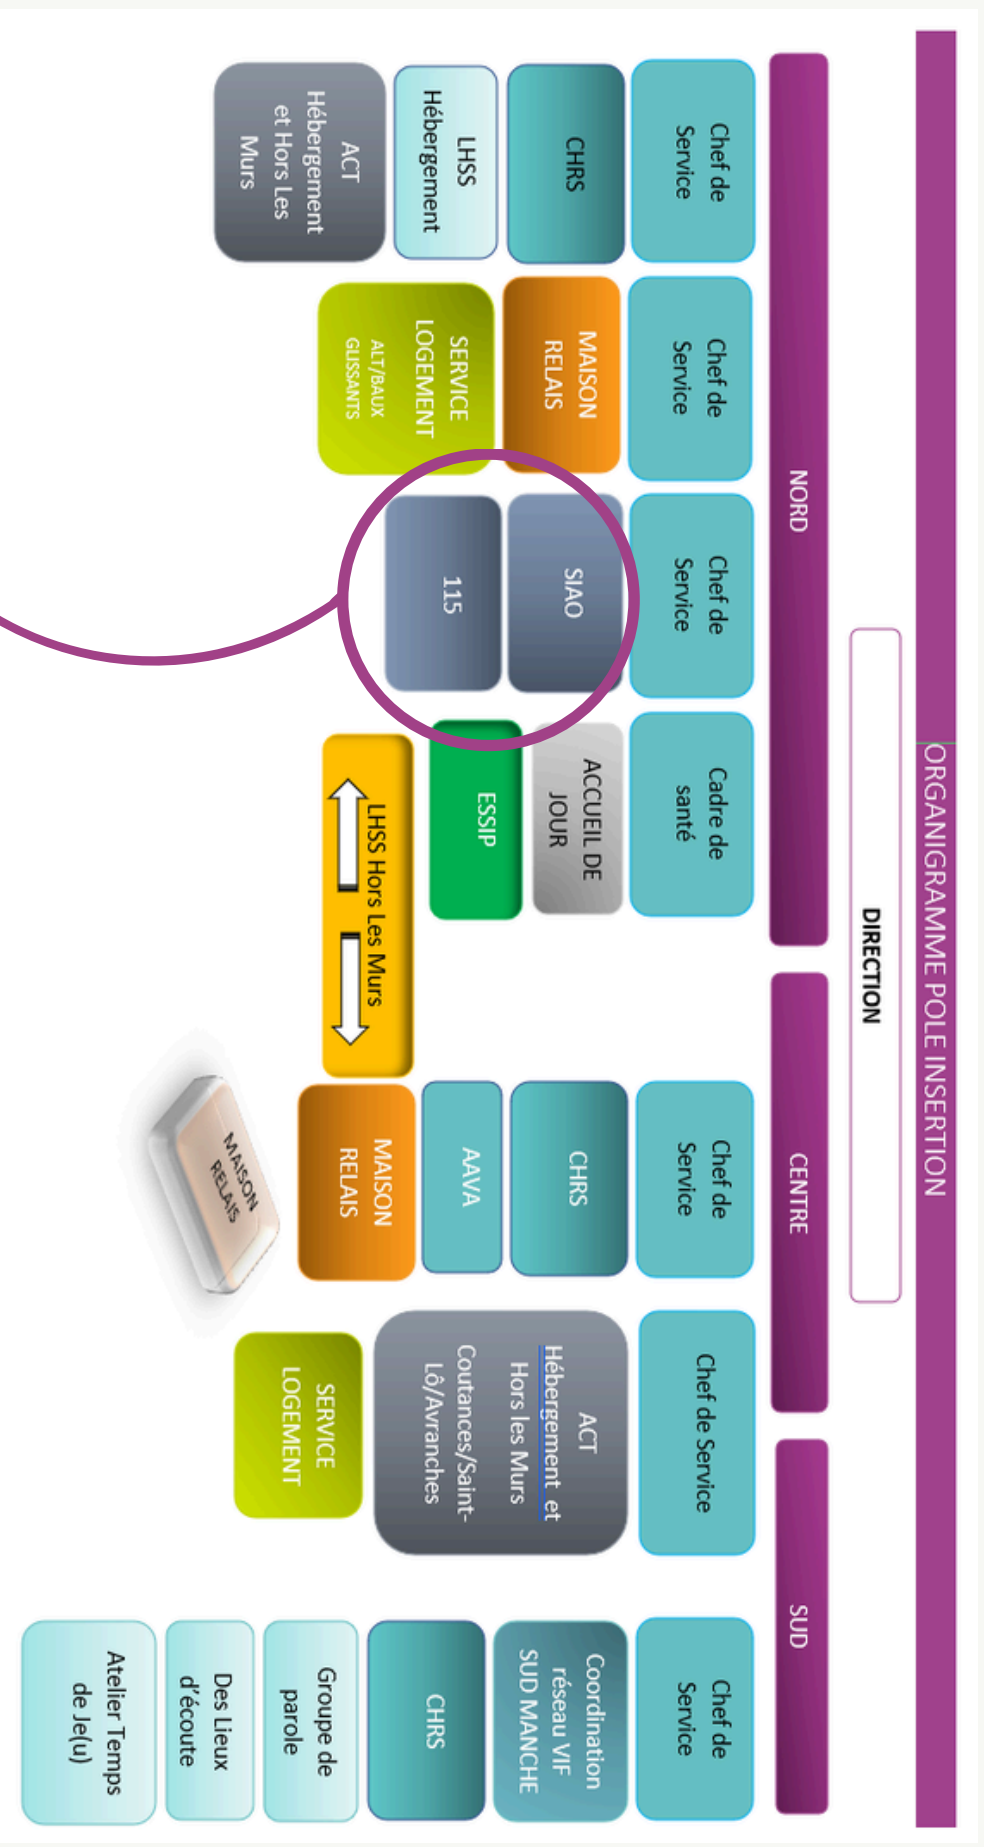 ORGANIGRAMME POLE INSERTION
DIRECTION
NORD
CENTRE
SUD
Chef de
Service
CHRS
LHSS
Hébergement
ACT
Hébergement
et Hors Les
Murs
Chef de
Service
MAISON
RELAIS
SERVICE
LOGEMENT
ALT/BAUX
GLISSANTS
Chef de
Service
SIAO
115
Cadre de
santé
ACCUEIL DE
JOUR
ESSIP
LHSS Hors Les Murs
Chef de
Service
CHRS
AAVA
MAISON
RELAIS
MAISON
RELAIS
Chef de Service
ACT
Hébergement et
Hors les Murs
Coutances/Saint-
Lô/Avranches
SERVICE
LOGEMENT
Chef de
Service
Coordination
réseau VIF
SUD MANCHE
CHRS
Groupe de
parole
Des Lieux
d'écoute
Atelier Temps
de Je(u)